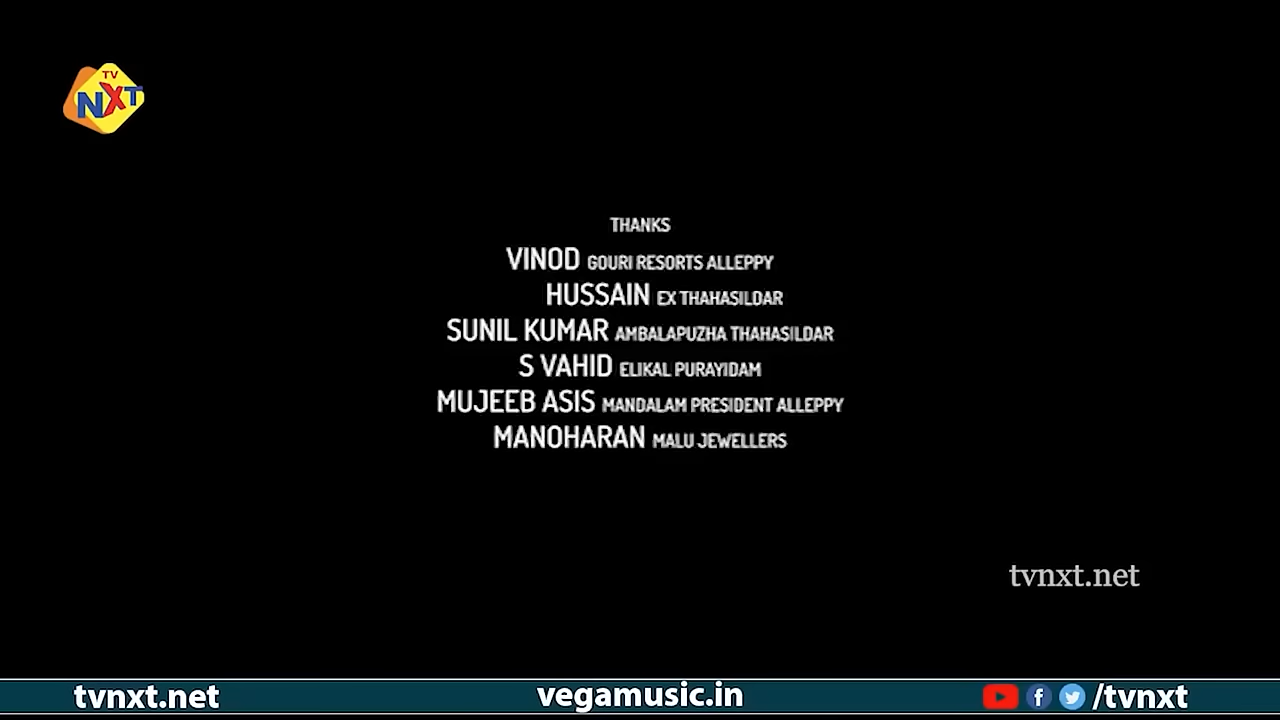 TV
NXT
THANKS
VINOD GOURI RESORTS ALLEPPY
HUSSAIN EX THAHASILDAR
SUNIL KUMAR AMBALAPUZHA THAHASILDAR
S VAHID ELIKAL PURAYIDAM
MUJEEB ASIS MANDALAM PRESIDENT ALLEPPY
MANOHARAN MALU JEWELLERS
tvnxt.net
tvnxt.net vegamusic.in /tvnxt